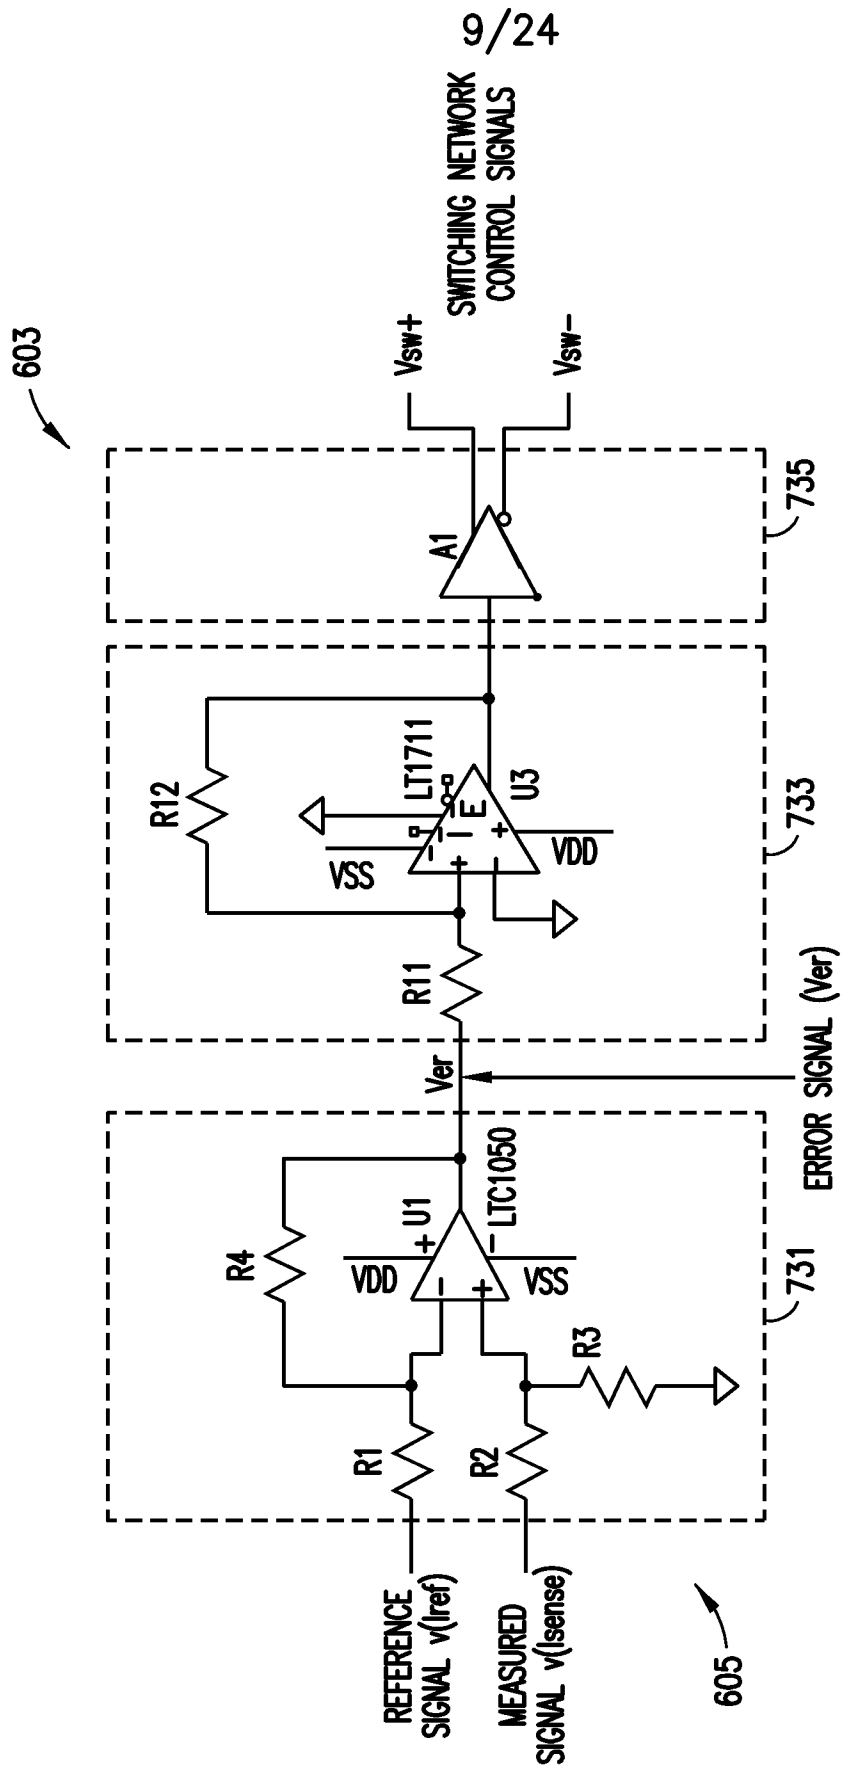 9/24
603
605
REFERENCE
SIGNAL v(Iref)
MEASURED
SIGNAL v(Isense)
R1
R2
R3
R4
VDD
+
U1
−
+
−
LTC1050
VSS
731
Ver
ERROR SIGNAL (Ver)
R11
R12
VSS
LT1711
−
+
−
E
+
U3
VDD
733
A1
735
Vsw+
Vsw−
SWITCHING NETWORK
CONTROL SIGNALS